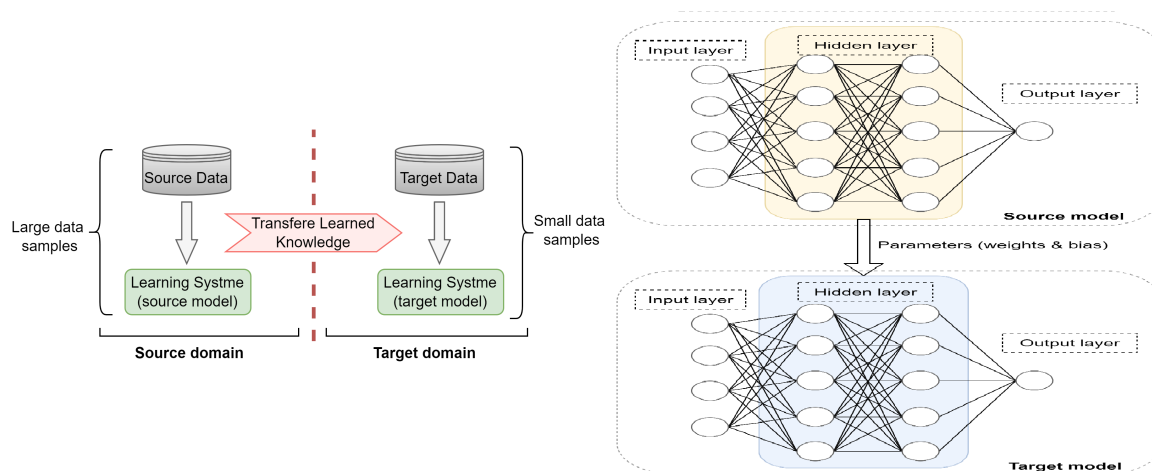 Source Data
Target Data
Large data
samples
Transfere Learned
Knowledge
Small data
samples
Learning Systme
(source model)
Learning Systme
(target model)
Source domain
Target domain
Input layer
Hidden layer
Output layer
Source model
Parameters (weights & bias)
Input layer
Hidden layer
Output layer
Target model